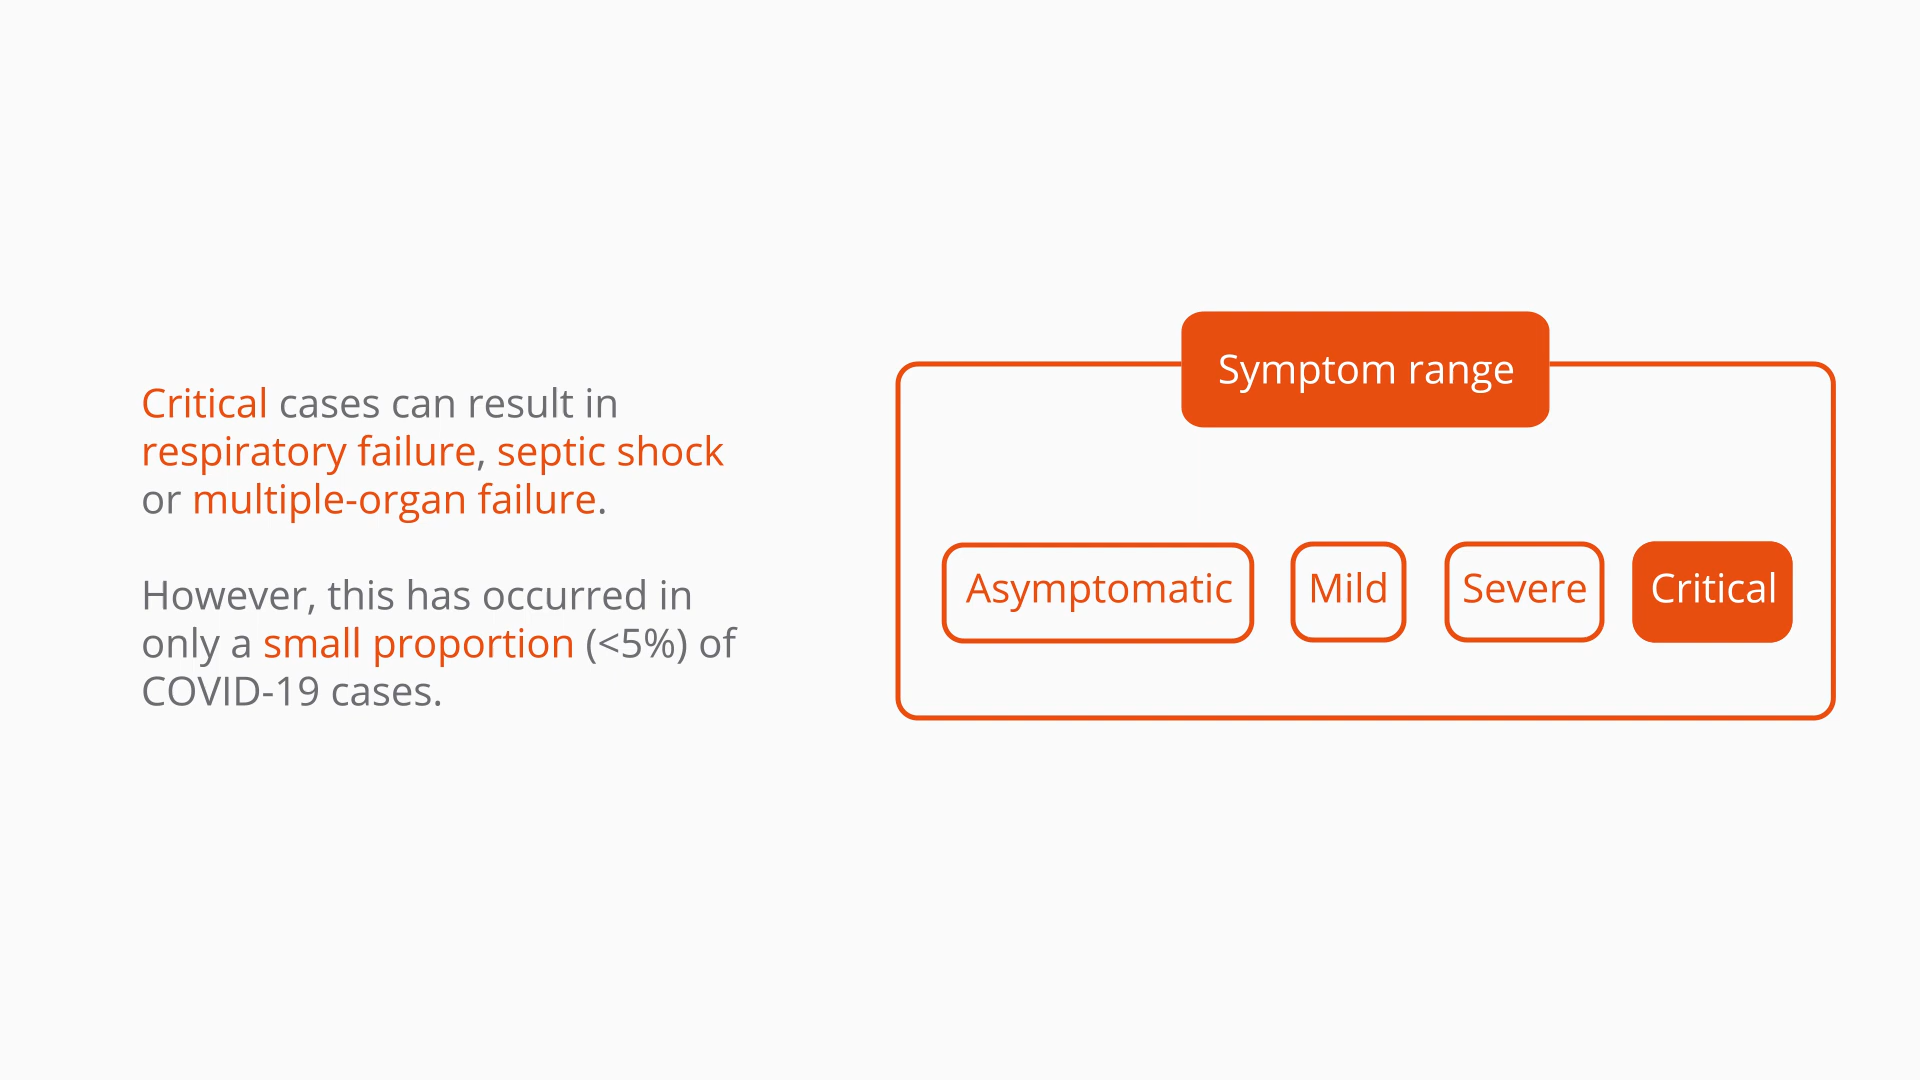 Critical cases can result in
respiratory failure, septic shock
or multiple-organ failure.
However, this has occurred in
only a small proportion (<5%) of
COVID-19 cases.
Symptom range
Asymptomatic Mild Severe Critical